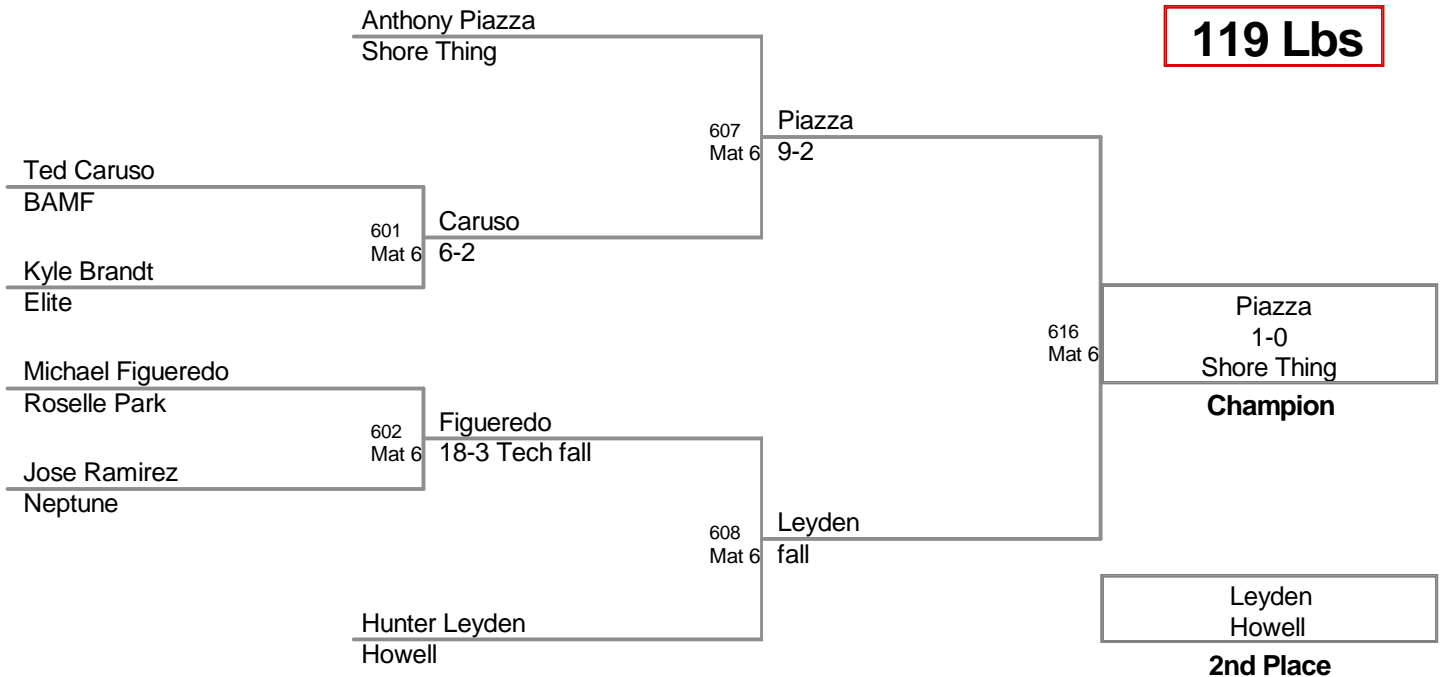 Anthony Piazza
Shore Thing
119 Lbs
607
Mat 6
Piazza
9-2
Ted Caruso
BAMF
601
Mat 6
Caruso
6-2
Kyle Brandt
Elite
616
Mat 6
Piazza
1-0
Shore Thing
Champion
Michael Figueredo
Roselle Park
602
Mat 6
Figueredo
18-3 Tech fall
Jose Ramirez
Neptune
608
Mat 6
Leyden
fall
Hunter Leyden
Howell
Leyden
Howell
2nd Place